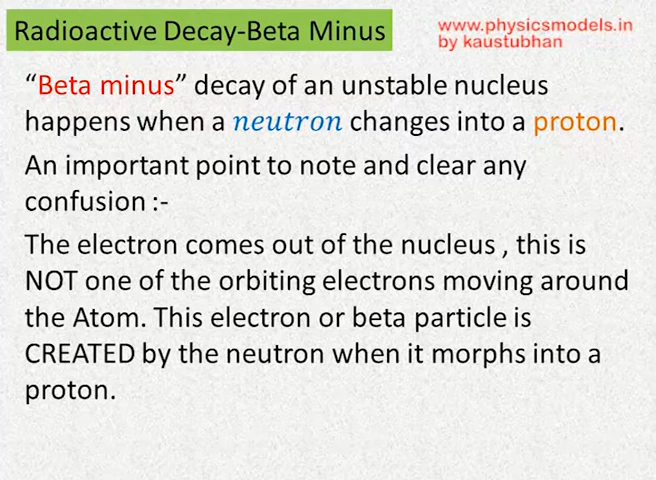 Radioactive Decay-Beta Minus
www.physicsmodels.in
by kaustubhan
“Beta minus” decay of an unstable nucleus
happens when a neutron changes into a proton.
An important point to note and clear any
confusion :-
The electron comes out of the nucleus , this is
NOT one of the orbiting electrons moving around
the Atom. This electron or beta particle is
CREATED by the neutron when it morphs into a
proton.